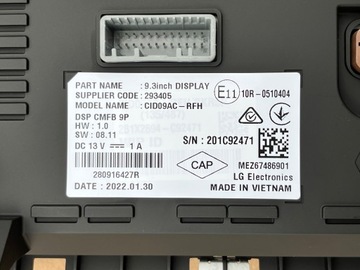 PART NAME : 9.3inch DISPLAY
SUPPLIER CODE : 293405
MODEL NAME : CID09AC-RFH
DSP CMFB 9P
HW : 1.0
SW : 08.11
DC 13 V ⎓ 1 A
280916427R
DATE : 2022.01.30
E11 10R-0510404
S/N : 201C92471
CAP
MEZ67486901
LG Electronics
MADE IN VIETNAM